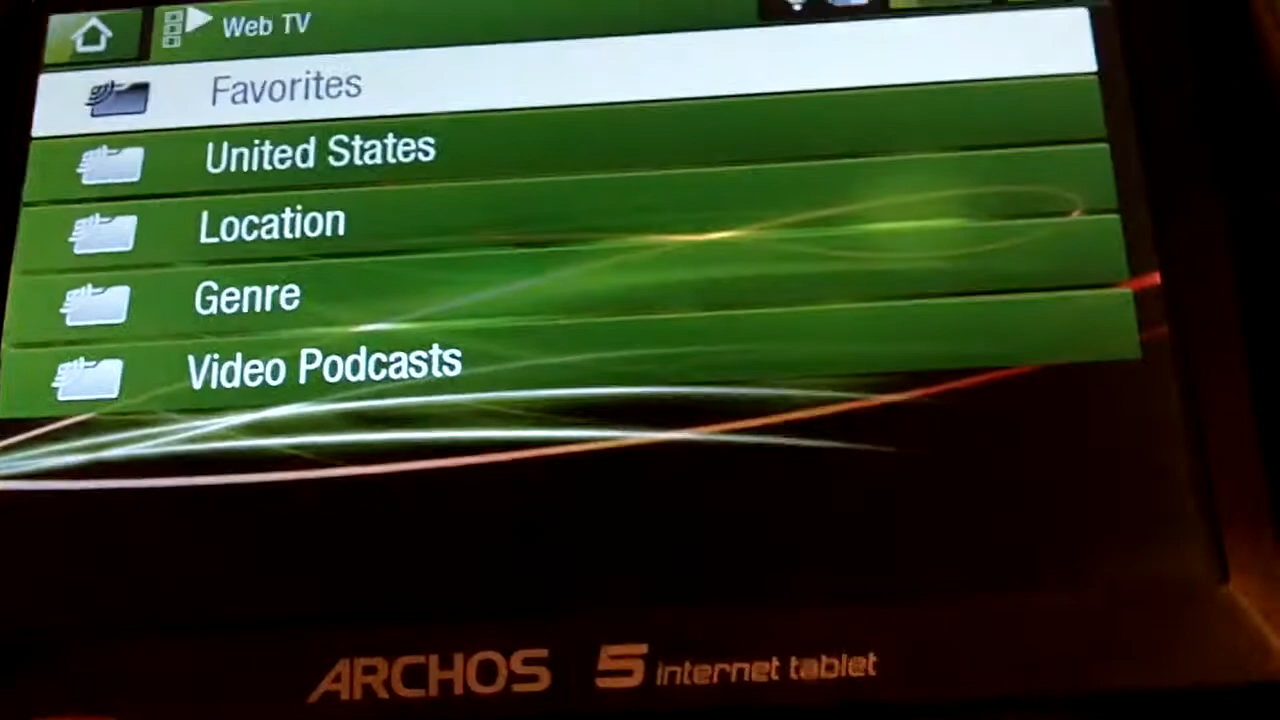 Web TV
Favorites
United States
Location
Genre
Video Podcasts
ARCHOS 5 internet tablet